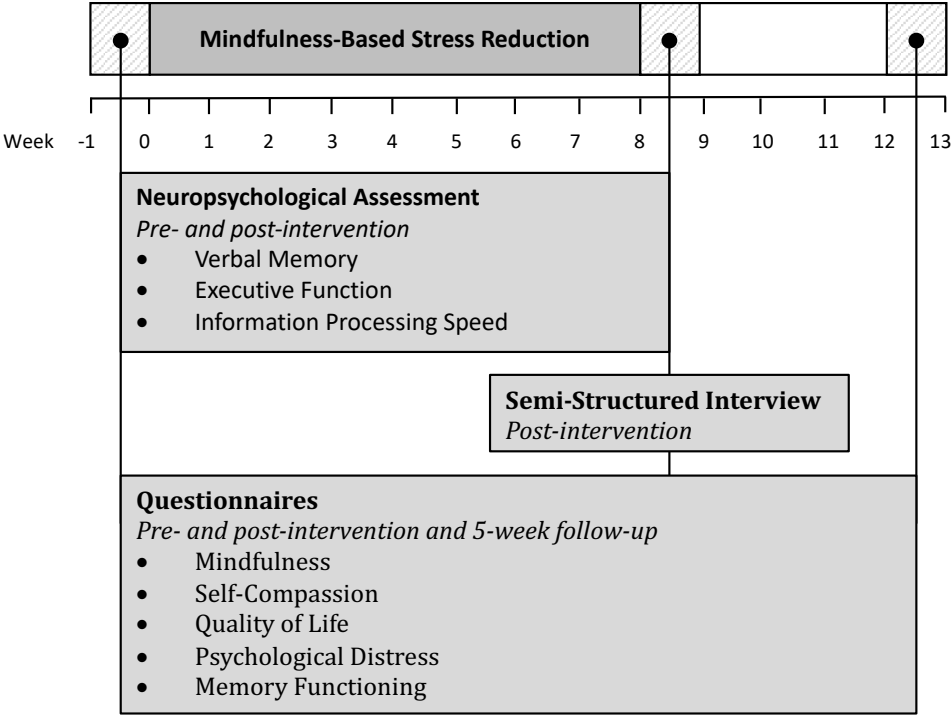 Mindfulness-Based Stress Reduction
Week -1 0 1 2 3 4 5 6 7 8 9 10 11 12 13
Neuropsychological Assessment
Pre- and post-intervention
• Verbal Memory
• Executive Function
• Information Processing Speed
Semi-Structured Interview
Post-intervention
Questionnaires
Pre- and post-intervention and 5-week follow-up
• Mindfulness
• Self-Compassion
• Quality of Life
• Psychological Distress
• Memory Functioning